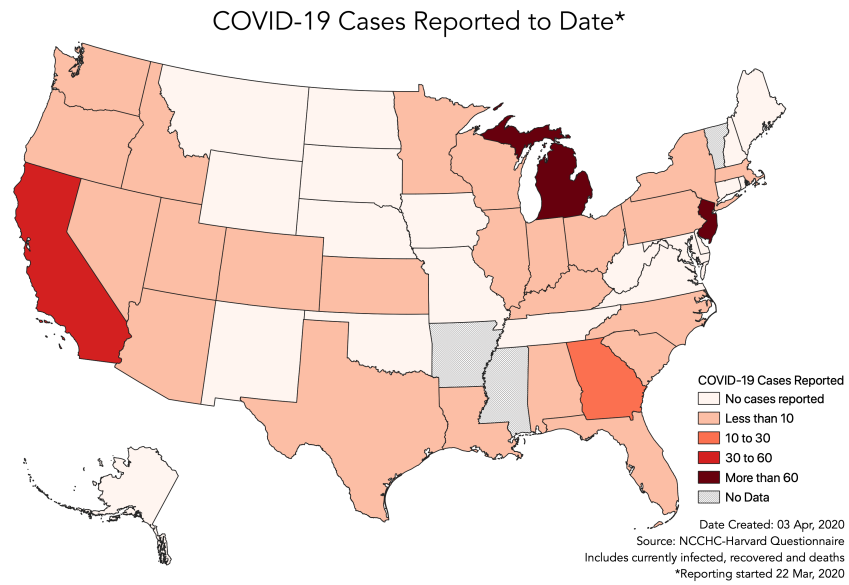 COVID-19 Cases Reported to Date*
COVID-19 Cases Reported
No cases reported
Less than 10
10 to 30
30 to 60
More than 60
No Data
Date Created: 03 Apr, 2020
Source: NCCHC-Harvard Questionnaire
Includes currently infected, recovered and deaths
*Reporting started 22 Mar, 2020